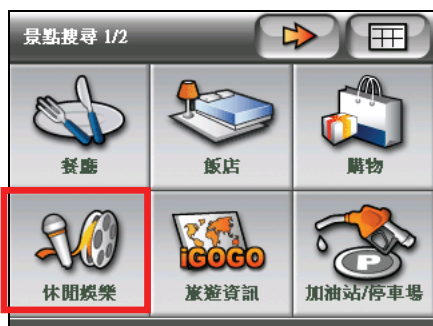 景點搜尋 1/2
餐廳
飯店
購物
iGOGO
P
休閒娛樂
旅遊資訊
加油站/停車場